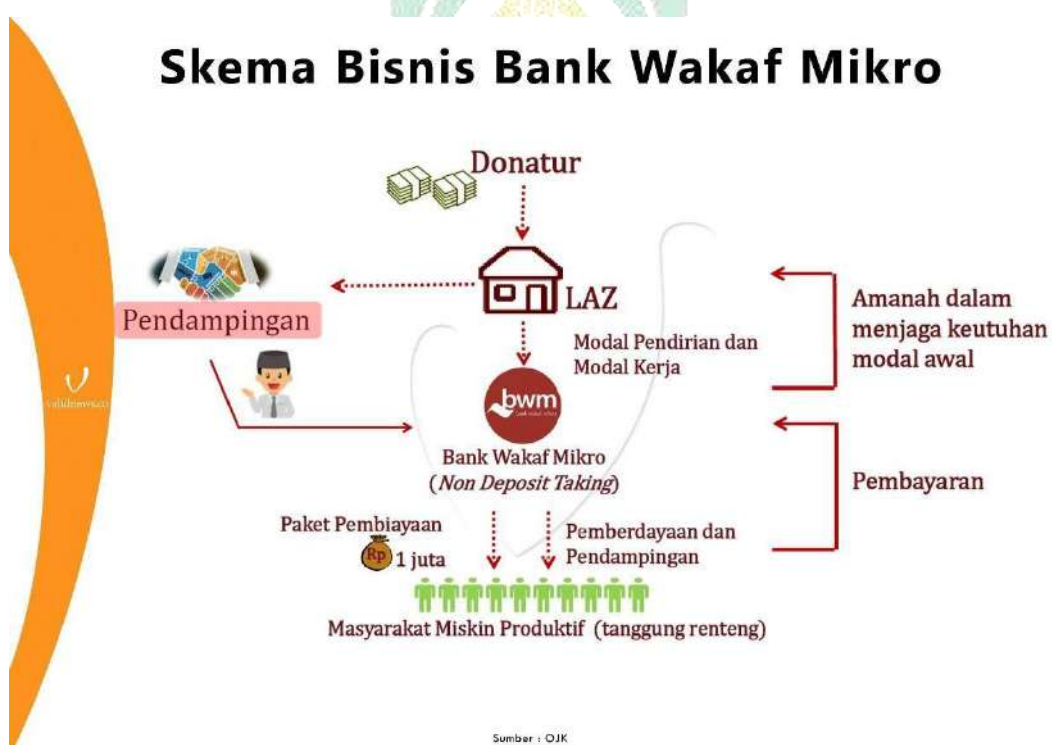 Skema Bisnis Bank Wakaf Mikro
Donatur
LAZ
Pendampingan
Modal Pendirian dan
Modal Kerja
Amanah dalam
menjaga keutuhan
modal awal
validnews.co
bwm
Bank Wakaf Mikro
(Non Deposit Taking)
Pembayaran
Paket Pembiayaan
Rp 1 juta
Pemberdayaan dan
Pendampingan
Masyarakat Miskin Produktif (tanggung renteng)
Sumber : OJK